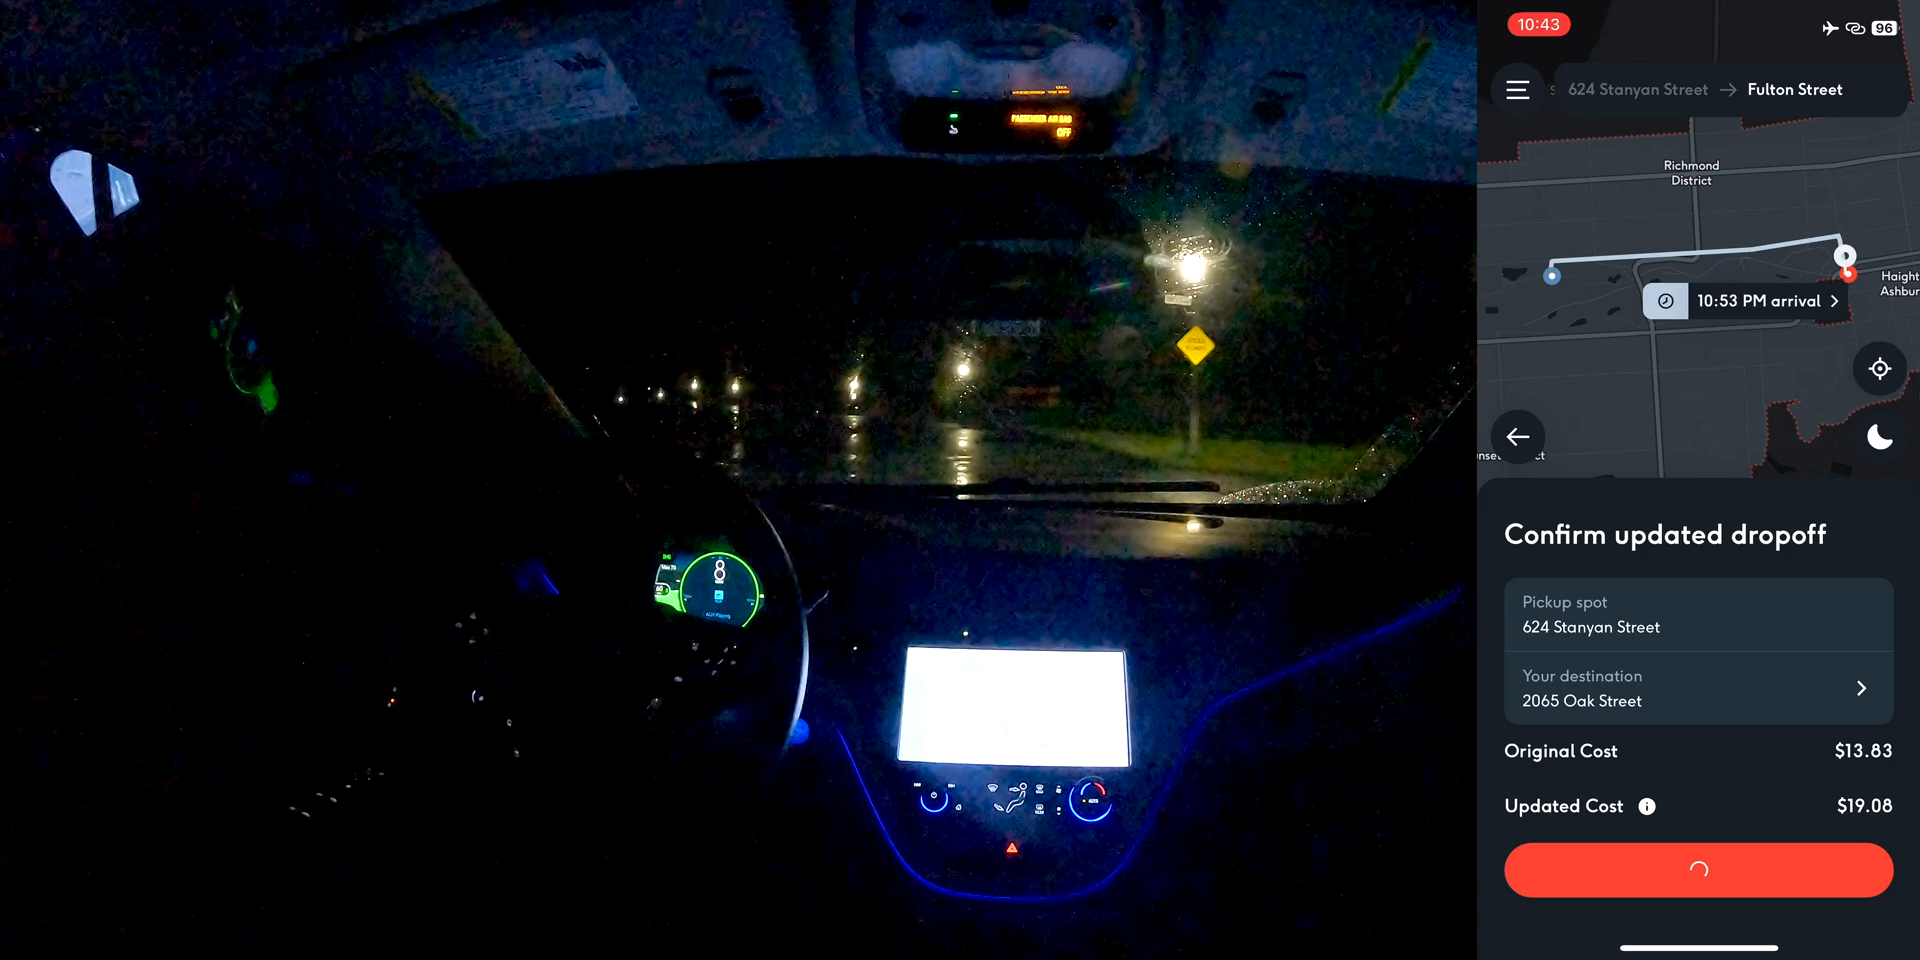 PASSENGER AIR BAG
OFF
8
AUTO
10:43
96
624 Stanyan Street → Fulton Street
Richmond
District
Haight
Ashbur
10:53 PM arrival
Confirm updated dropoff
Pickup spot
624 Stanyan Street
Your destination
2065 Oak Street
Original Cost $13.83
Updated Cost $19.08